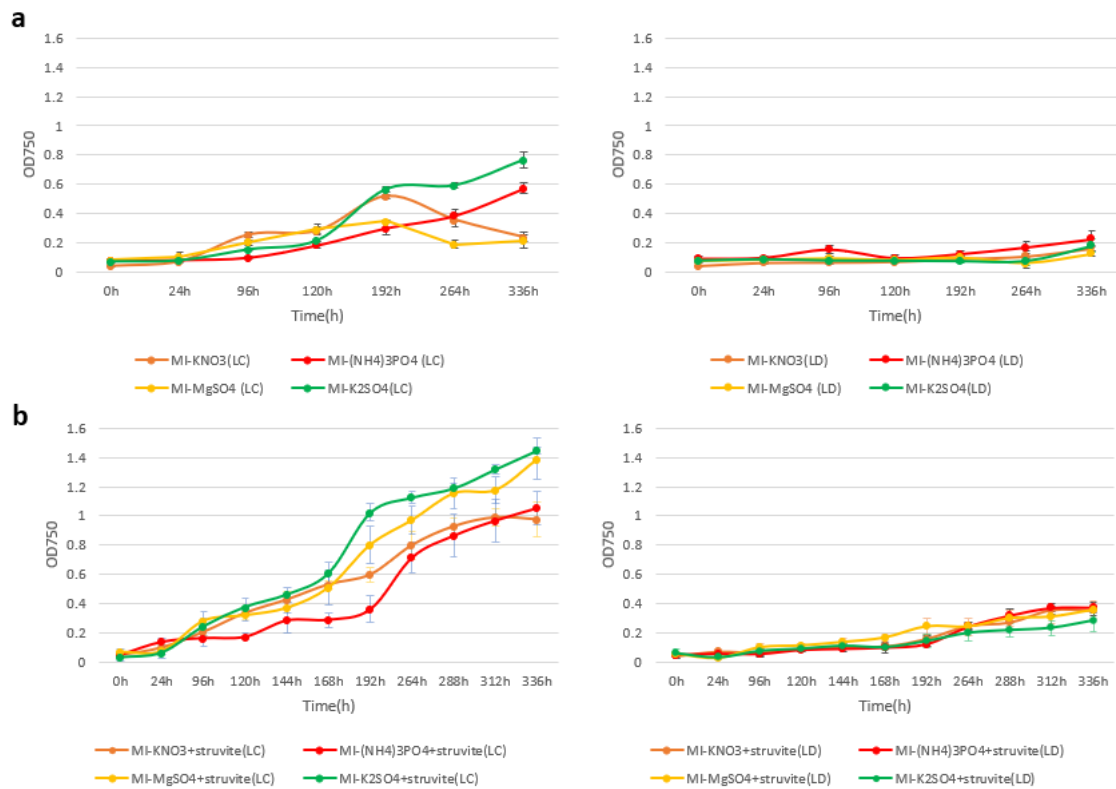 a
1.6
1.4
1.2
1
0.8
0.6
0.4
0.2
0
OD750
0h 24h 96h 120h 192h 264h 336h
Time(h)
MI-KNO3(LC) MI-(NH4)3PO4 (LC)
MI-MgSO4 (LC) MI-K2SO4(LC)
1.6
1.4
1.2
1
0.8
0.6
0.4
0.2
0
OD750
0h 24h 96h 120h 192h 264h 336h
Time(h)
MI-KNO3(LD) MI-(NH4)3PO4 (LD)
MI-MgSO4 (LD) MI-K2SO4(LD)
b
1.6
1.4
1.2
1
0.8
0.6
0.4
0.2
0
OD750
0h 24h 96h 120h 144h 168h 192h 264h 288h 312h 336h
Time(h)
MI-KNO3+struvite(LC) MI-(NH4)3PO4+struvite(LC)
MI-MgSO4+struvite(LC) MI-K2SO4+struvite(LC)
1.6
1.4
1.2
1
0.8
0.6
0.4
0.2
0
OD750
0h 24h 96h 120h 144h 168h 192h 264h 288h 312h 336h
Time(h)
MI-KNO3+struvite(LD) MI-(NH4)3PO4+struvite(LD)
MI-MgSO4+struvite(LD) MI-K2SO4+struvite(LD)